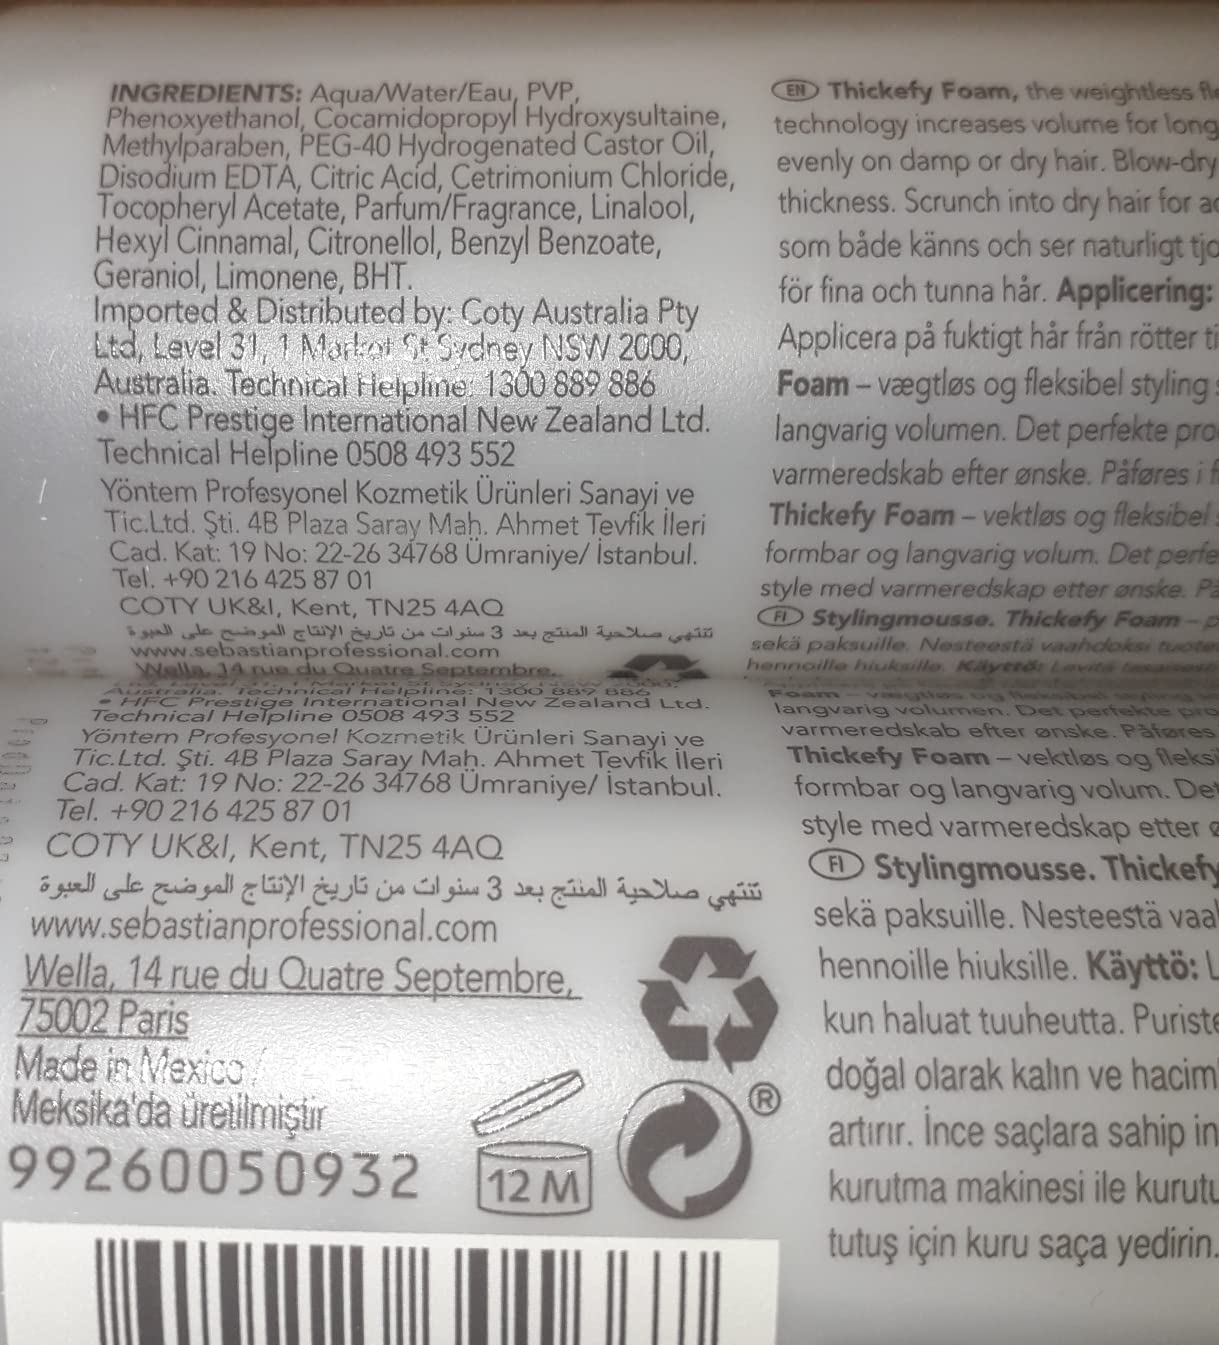 INGREDIENTS: Aqua/Water/Eau, PVP,
Phenoxyethanol, Cocamidopropyl Hydroxysultaine,
Methylparaben, PEG-40 Hydrogenated Castor Oil,
Disodium EDTA, Citric Acid, Cetrimonium Chloride,
Tocopheryl Acetate, Parfum/Fragrance, Linalool,
Hexyl Cinnamal, Citronellol, Benzyl Benzoate,
Geraniol, Limonene, BHT.
Imported & Distributed by: Coty Australia Pty
Ltd, Level 31, 1 Market St Sydney NSW 2000,
Australia. Technical Helpline: 1300 889 886
• HFC Prestige International New Zealand Ltd.
Technical Helpline 0508 493 552
Yöntem Profesyonel Kozmetik Ürünleri Sanayi ve
Tic.Ltd. Şti. 4B Plaza Saray Mah. Ahmet Tevfik İleri
Cad. Kat: 19 No: 22-26 34768 Ümraniye/ İstanbul.
Tel. +90 216 425 87 01
COTY UK&I, Kent, TN25 4AQ
تنتهي صلاحية المنتج بعد 3 سنوات من تاريخ الإنتاج الموضح على العبوة
www.sebastianprofessional.com
Wella, 14 rue du Quatre Septembre,
Australia. Technical Helpline: 1300 889 886
• HFC Prestige International New Zealand Ltd.
Technical Helpline 0508 493 552
Yöntem Profesyonel Kozmetik Ürünleri Sanayi ve
Tic.Ltd. Şti. 4B Plaza Saray Mah. Ahmet Tevfik İleri
Cad. Kat: 19 No: 22-26 34768 Ümraniye/ İstanbul.
Tel. +90 216 425 87 01
COTY UK&I, Kent, TN25 4AQ
تنتهي صلاحية المنتج بعد 3 سنوات من تاريخ الإنتاج الموضح على العبوة
www.sebastianprofessional.com
Wella, 14 rue du Quatre Septembre,
75002 Paris
Made in Mexico/
Meksika'da üretilmiştir
99260050932
12 M
®
EN Thickefy Foam, the weightless
technology increases volume for long
evenly on damp or dry hair. Blow-dry
thickness. Scrunch into dry hair for
som både känns och ser naturligt
för fina och tunna hår. Applicering:
Applicera på fuktigt hår från rötter
Foam – vægtløs og fleksibel styling
langvarig volumen. Det perfekte
varmeredskab efter ønske. Påføres i
Thickefy Foam – vektløs og fleksibel
formbar og langvarig volum. Det
style med varmeredskap etter ønske.
FI Stylingmousse. Thickefy Foam –
sekä paksuille. Nesteestä vaahdoksi
hennoille hiuksille. Käyttö: Levitä
langvarig volumen. Det perfekte
varmeredskab efter ønske. Påføres
Thickefy Foam – vektløs og
formbar og langvarig volum.
style med varmeredskap etter
FI Stylingmousse. Thickefy
sekä paksuille. Nesteestä
hennoille hiuksille. Käyttö:
kun haluat tuuheutta.
doğal olarak kalın ve
artırır. İnce saçlara sahip
kurutma makinesi ile
tutuş için kuru saça yedirin.